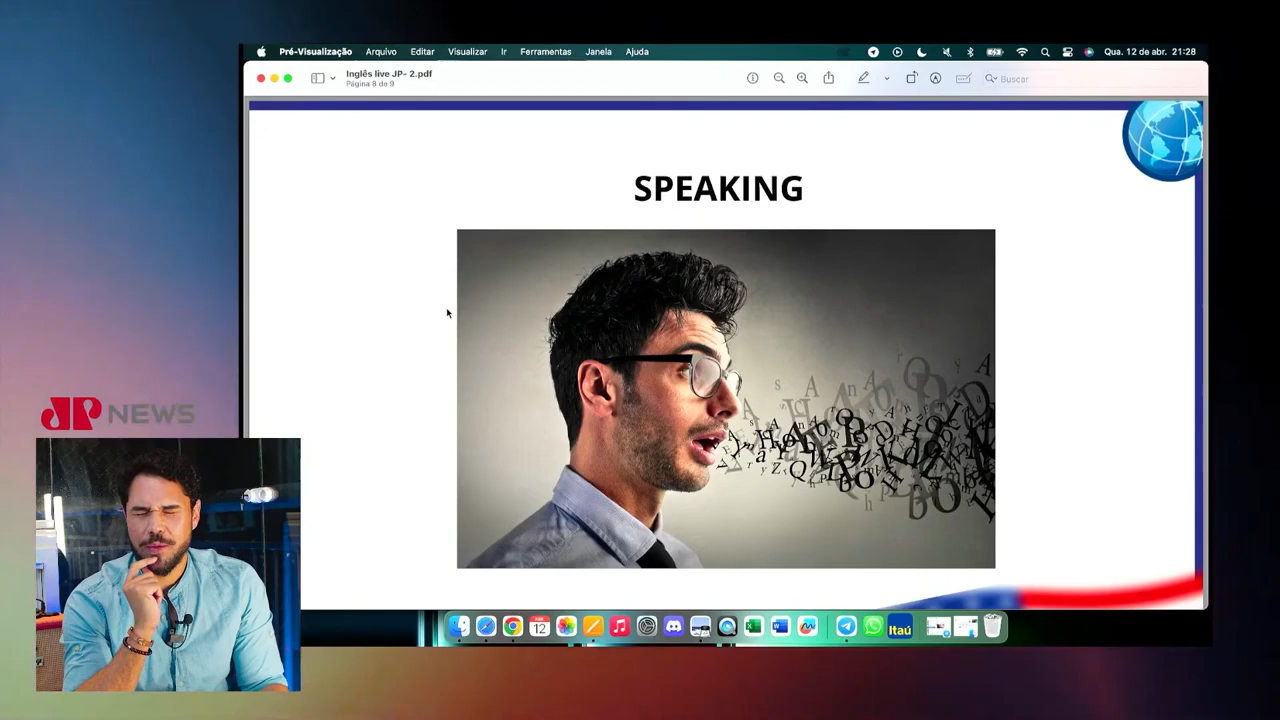 Pré-Visualização Arquivo Editar Visualizar Ir Ferramentas Janela Ajuda Qua. 12 de abr. 21:28
Inglês live JP- 2.pdf
Página 8 de 9
Buscar
SPEAKING
JP NEWS
12
Itaú